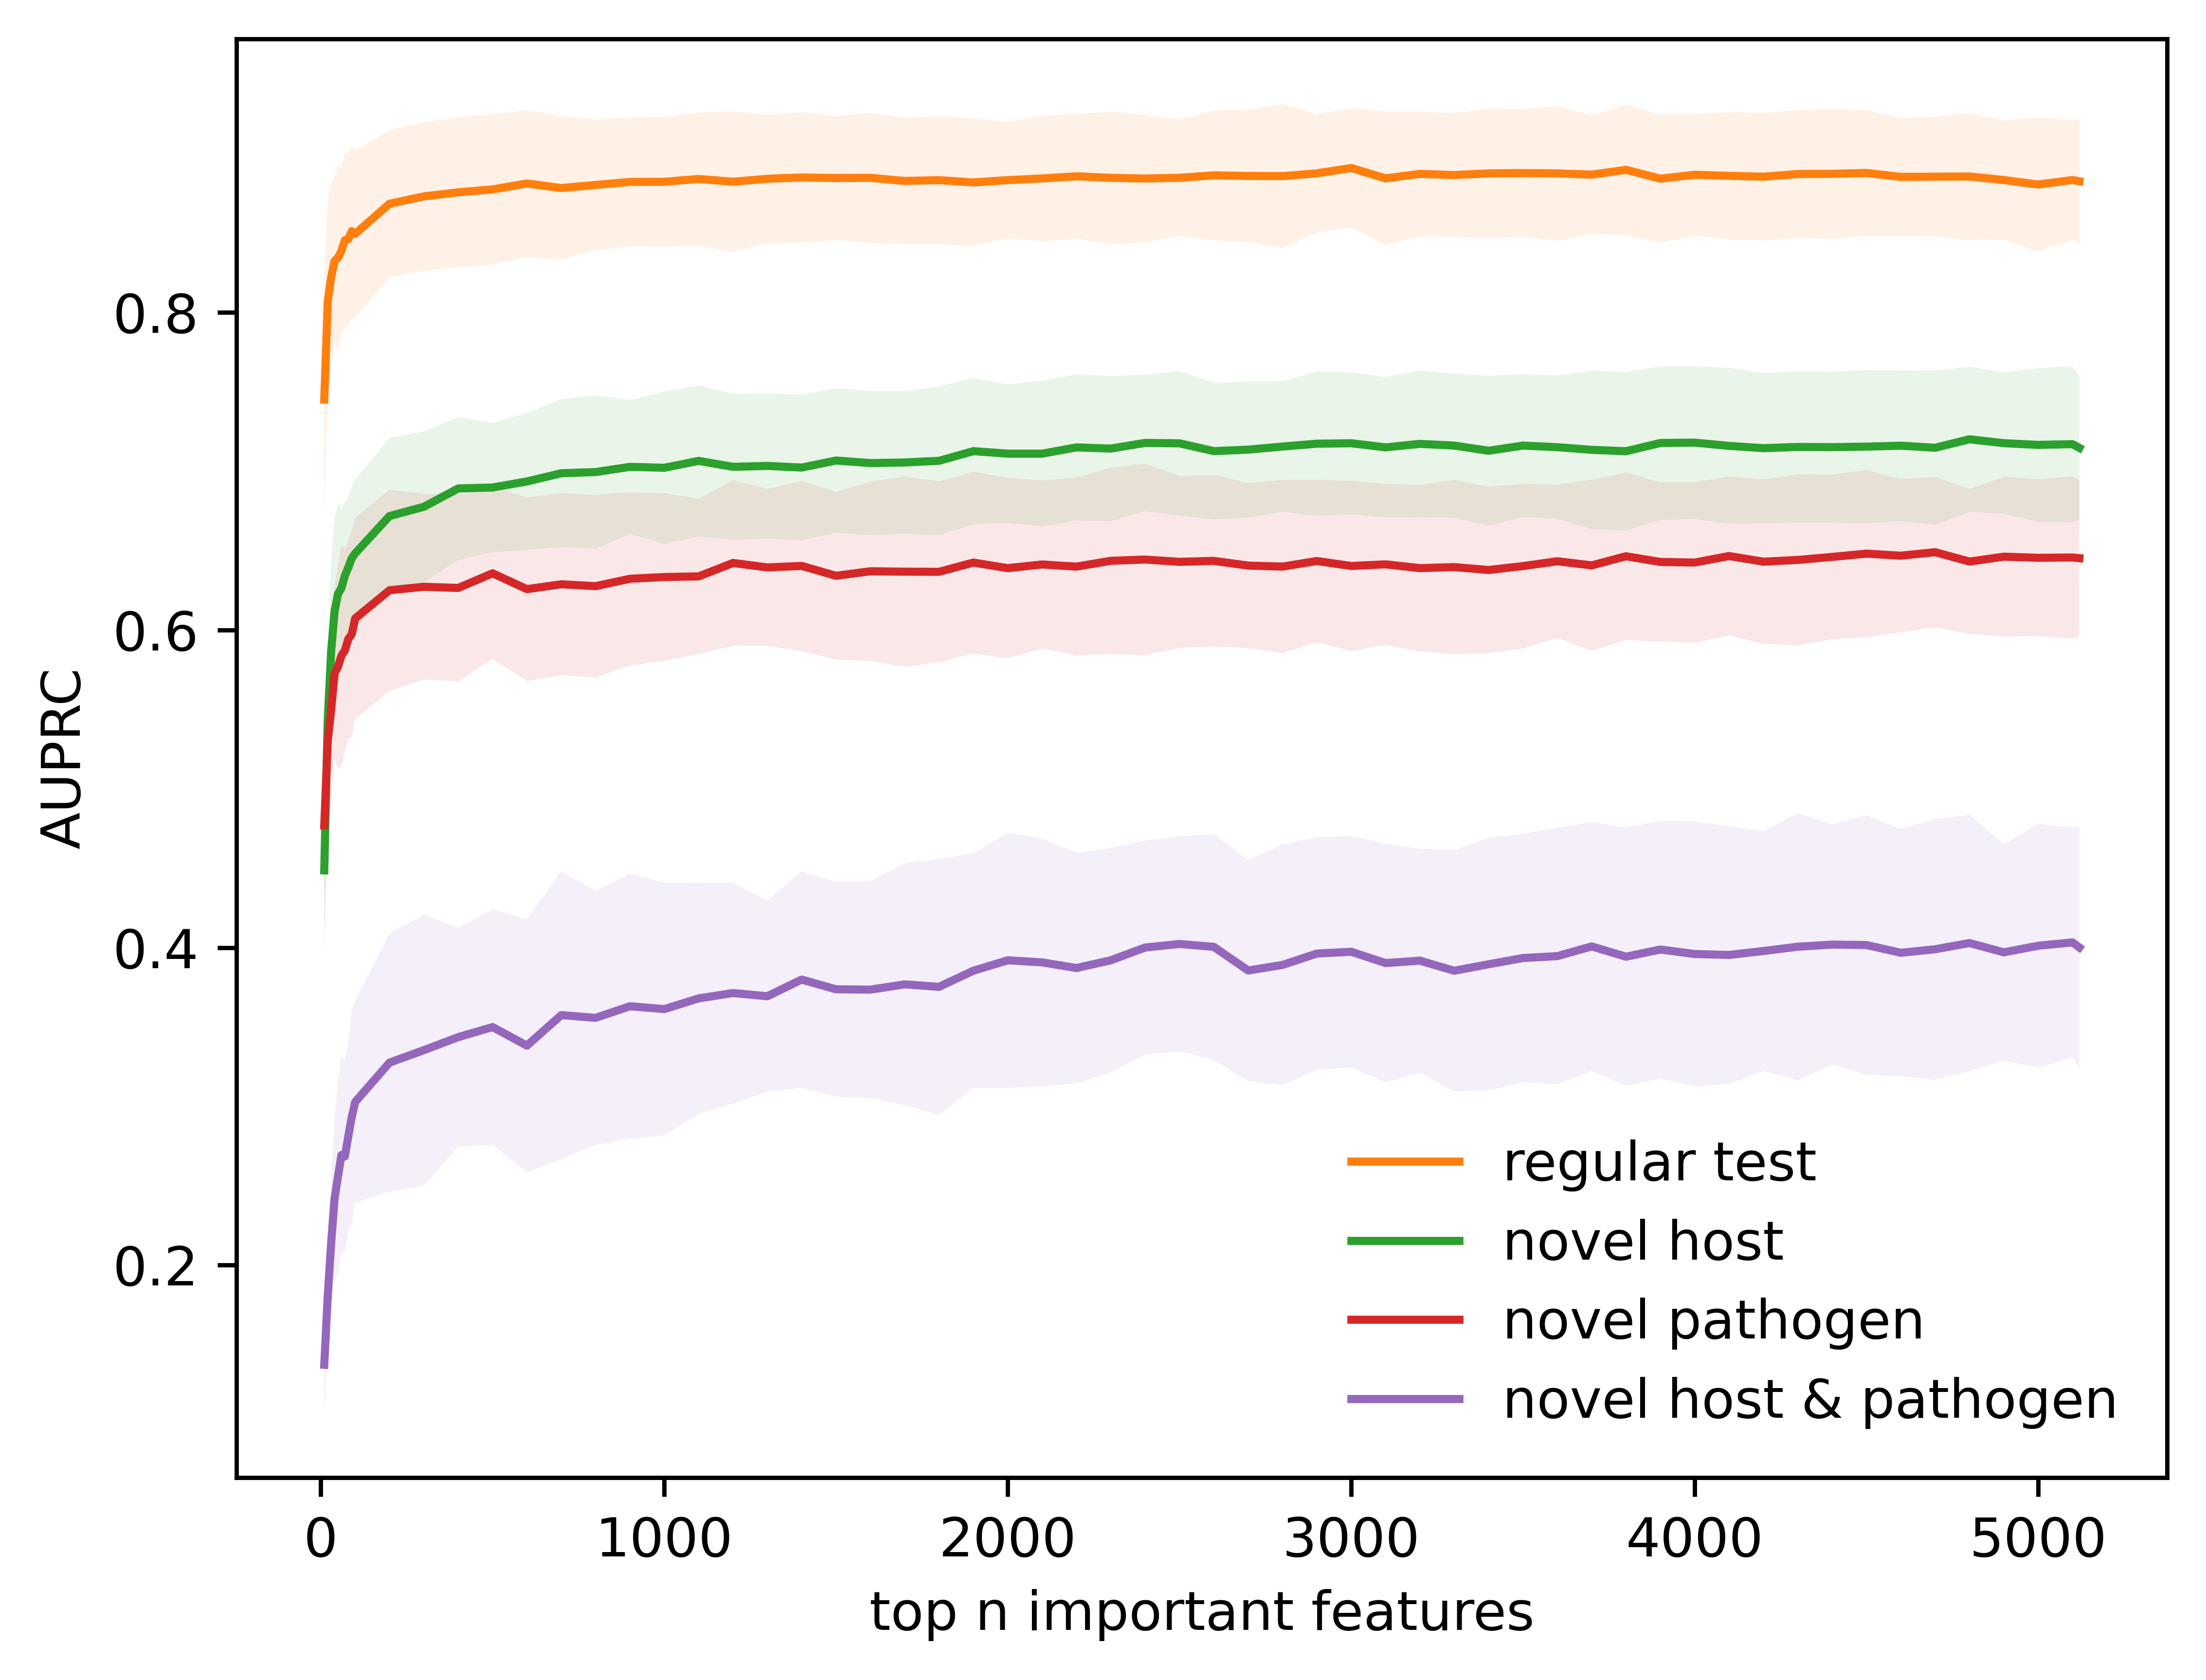 0.8
0.6
0.4
0.2
AUPRC
0 1000 2000 3000 4000 5000
top n important features
regular test
novel host
novel pathogen
novel host & pathogen